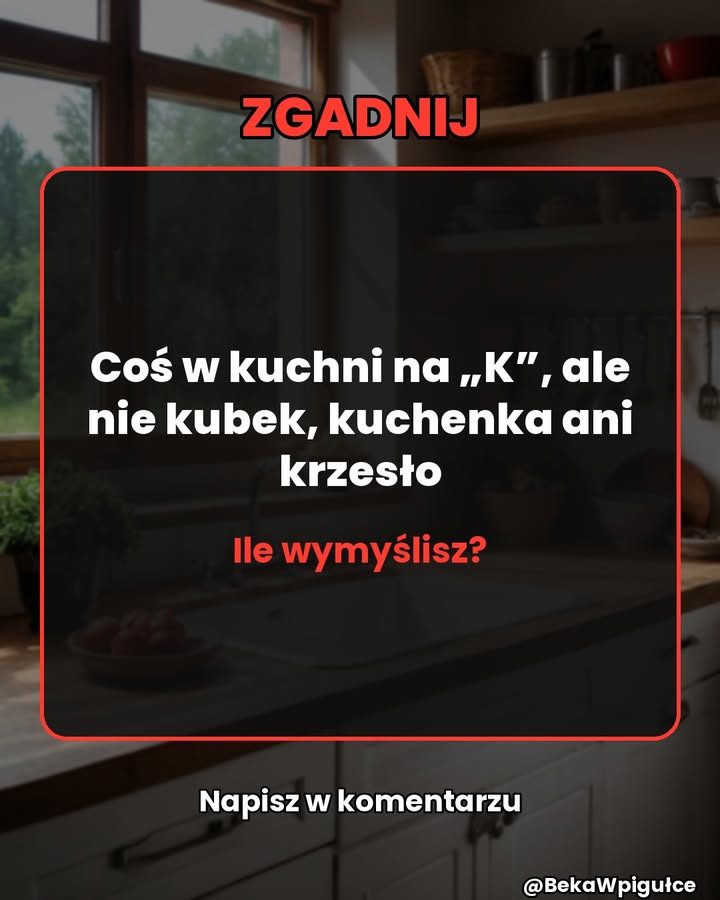 ZGADNIJ
Coś w kuchni na „K”, ale
nie kubek, kuchenka ani
krzesło
Ile wymyślisz?
Napisz w komentarzu
@BekaWpigułce